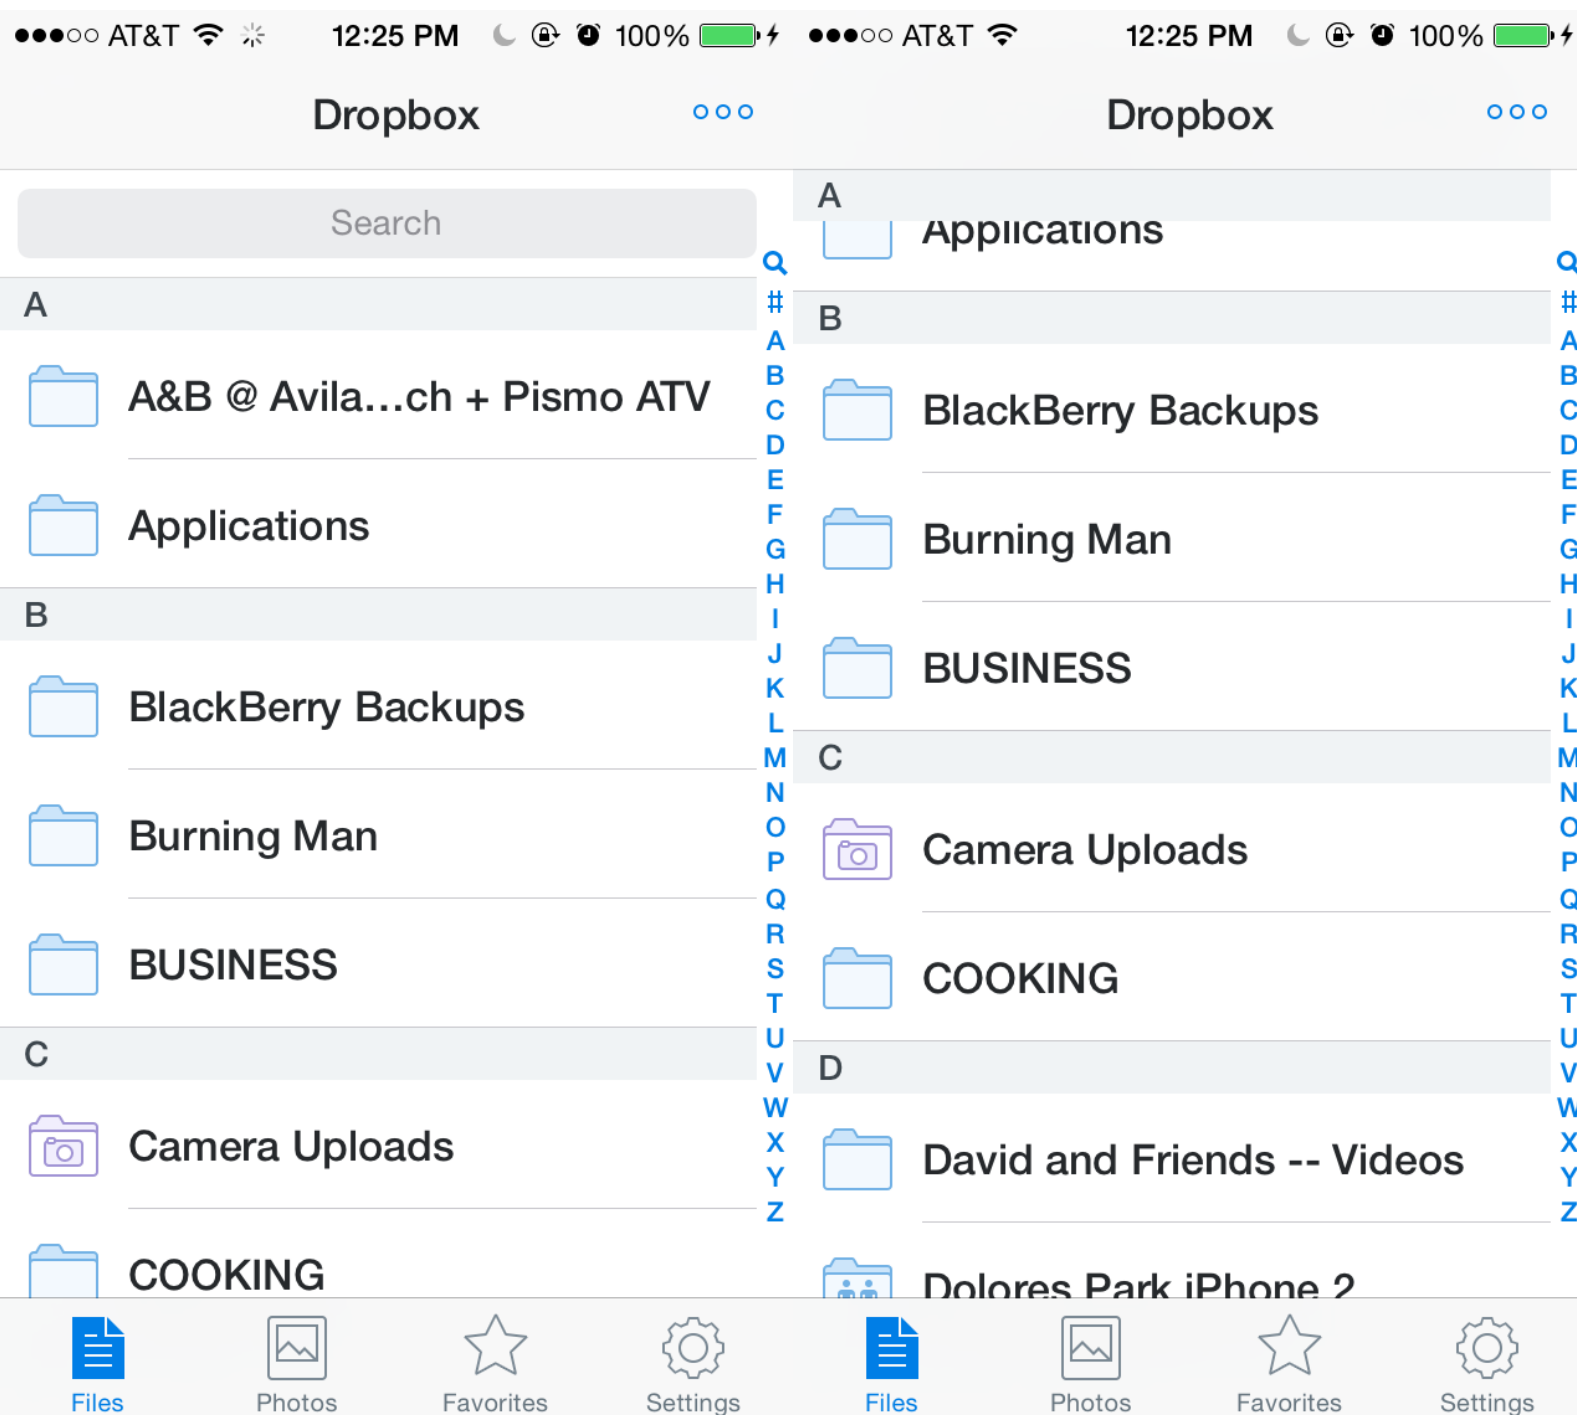 AT&T 12:25 PM 100%
Dropbox
Search
A
A&B @ Avila...ch + Pismo ATV
Applications
B
BlackBerry Backups
Burning Man
BUSINESS
C
Camera Uploads
COOKING
#
A
B
C
D
E
F
G
H
I
J
K
L
M
N
O
P
Q
R
S
T
U
V
W
X
Y
Z
Files Photos Favorites Settings
AT&T 12:25 PM 100%
Dropbox
A
Applications
B
BlackBerry Backups
Burning Man
BUSINESS
C
Camera Uploads
COOKING
D
David and Friends -- Videos
Dolores Park iPhone 2
#
A
B
C
D
E
F
G
H
I
J
K
L
M
N
O
P
Q
R
S
T
U
V
W
X
Y
Z
Files Photos Favorites Settings